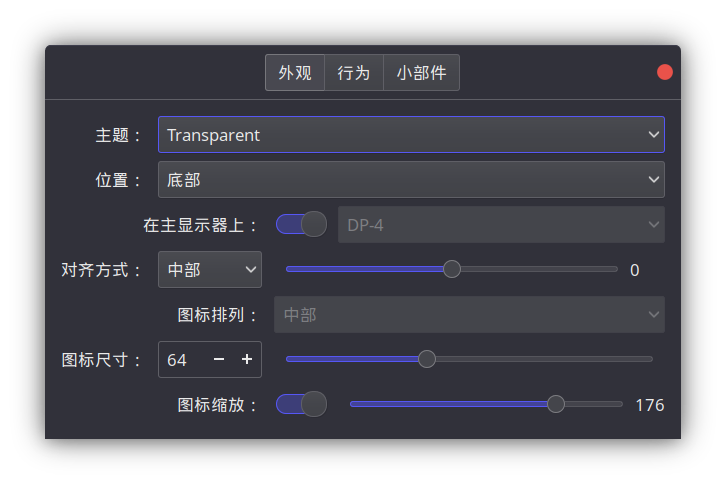 外观 行为 小部件
主题： Transparent
位置： 底部
在主显示器上： DP-4
对齐方式： 中部 0
图标排列： 中部
图标尺寸： 64 − +
图标缩放： 176